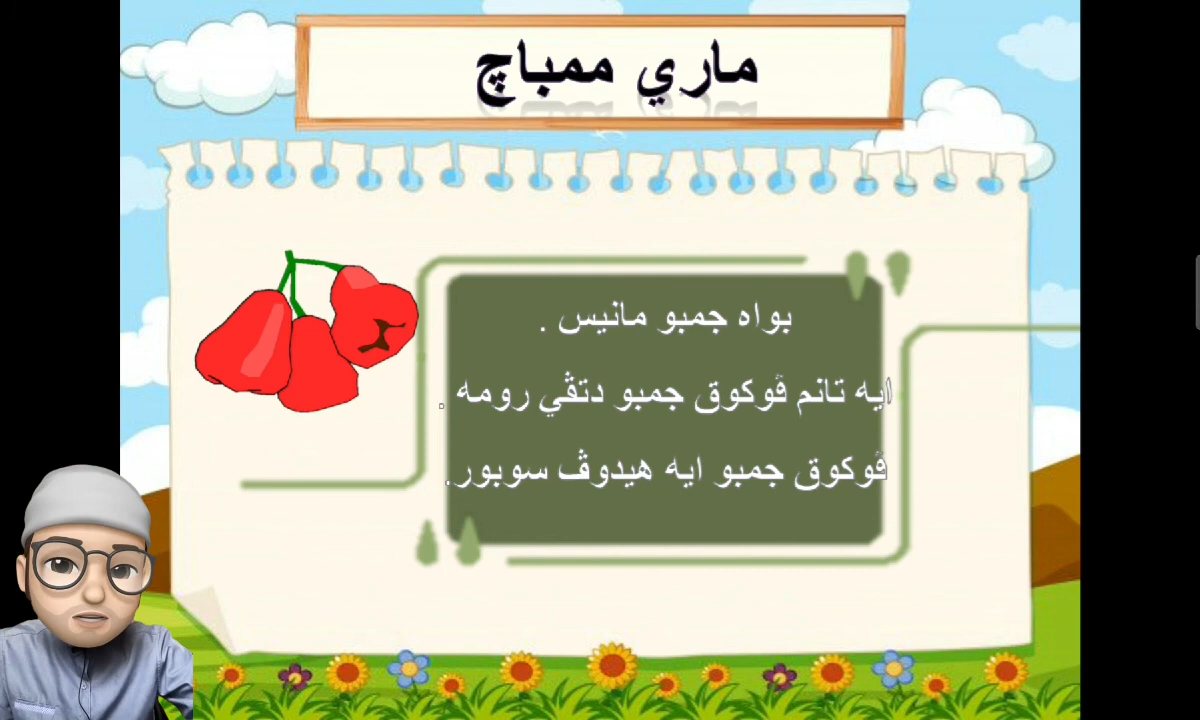 ماري ممباچ
بواه جمبو مانيس .
ايه تانم ڤوكوق جمبو دتڤي رومه .
ڤوكوق جمبو ايه هيدوڤ سوبور.